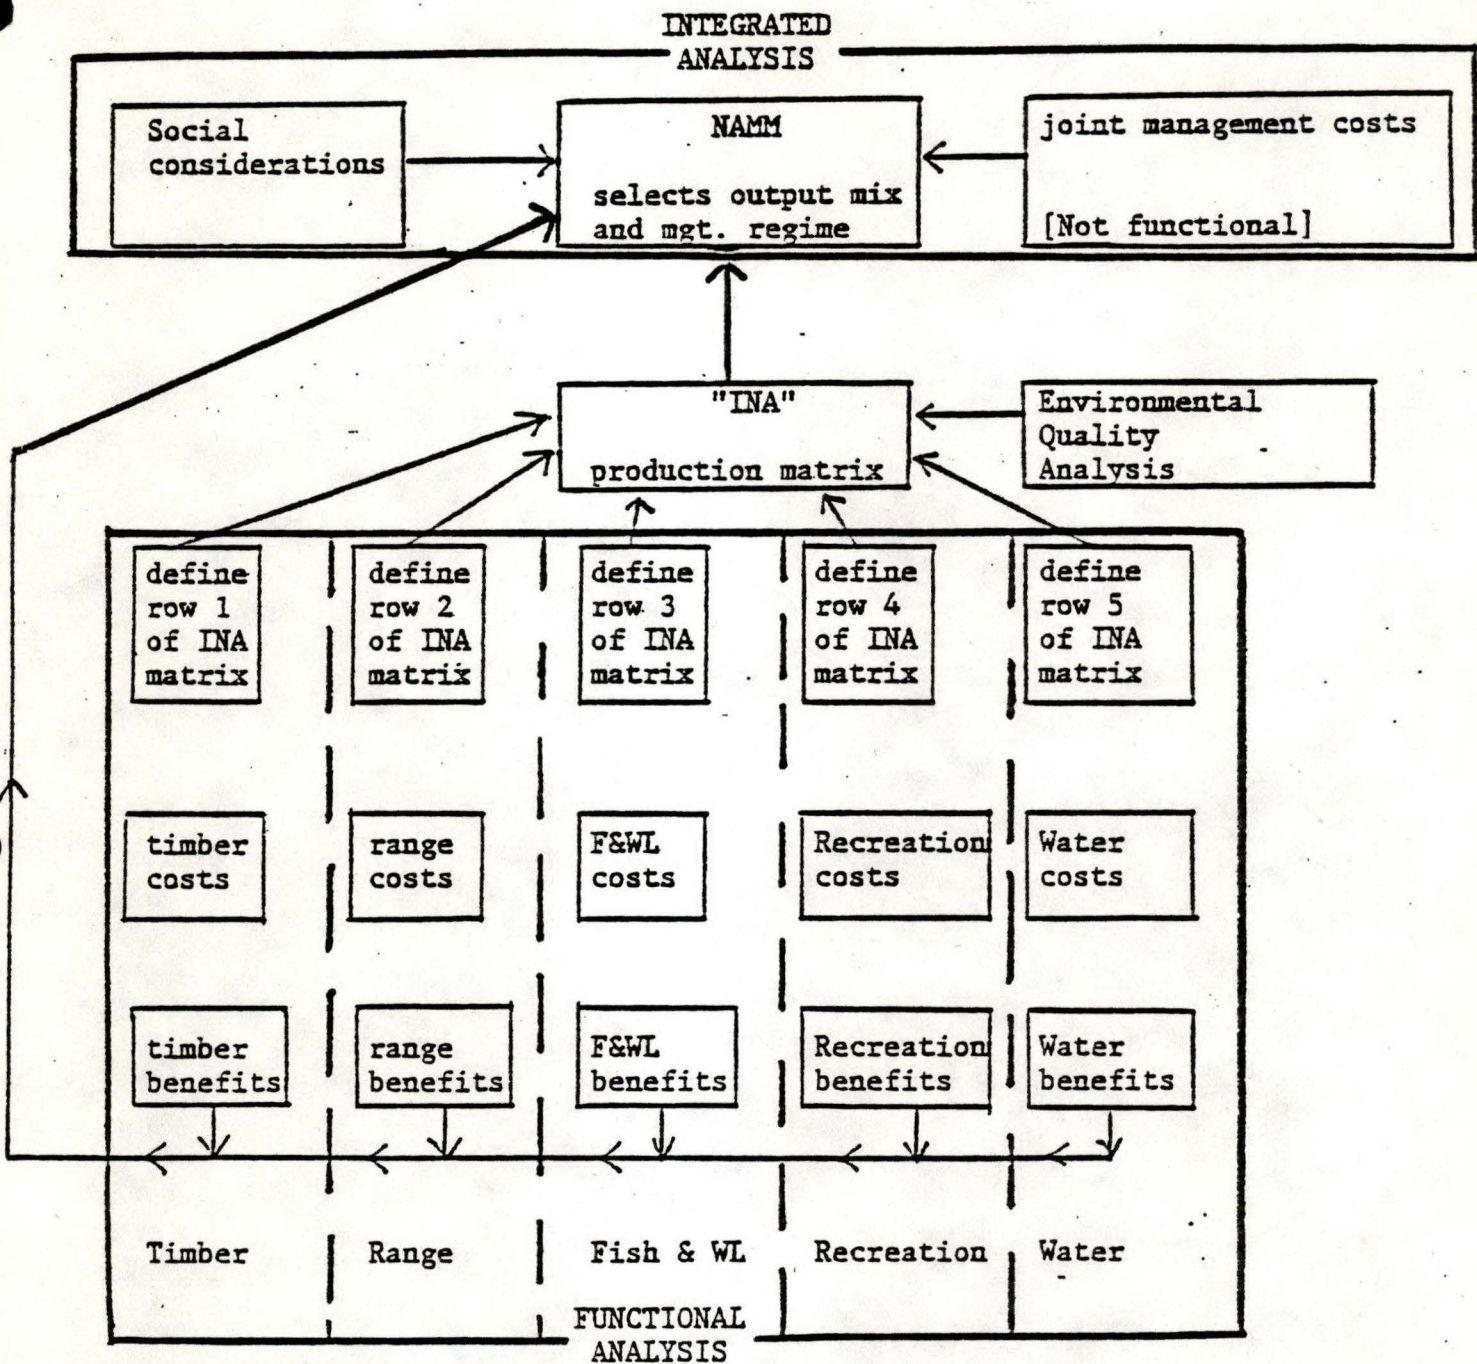 INTEGRATED
ANALYSIS
Social
considerations
NAMM
selects output mix
and mgt. regime
joint management costs
[Not functional]
"INA"
production matrix
Environmental
Quality
Analysis
define
row 1
of INA
matrix
define
row 2
of INA
matrix
define
row 3
of INA
matrix
define
row 4
of INA
matrix
define
row 5
of INA
matrix
timber
costs
range
costs
F&WL
costs
Recreation
costs
Water
costs
timber
benefits
range
benefits
F&WL
benefits
Recreation
benefits
Water
benefits
Timber
Range
Fish & WL
Recreation
Water
FUNCTIONAL
ANALYSIS